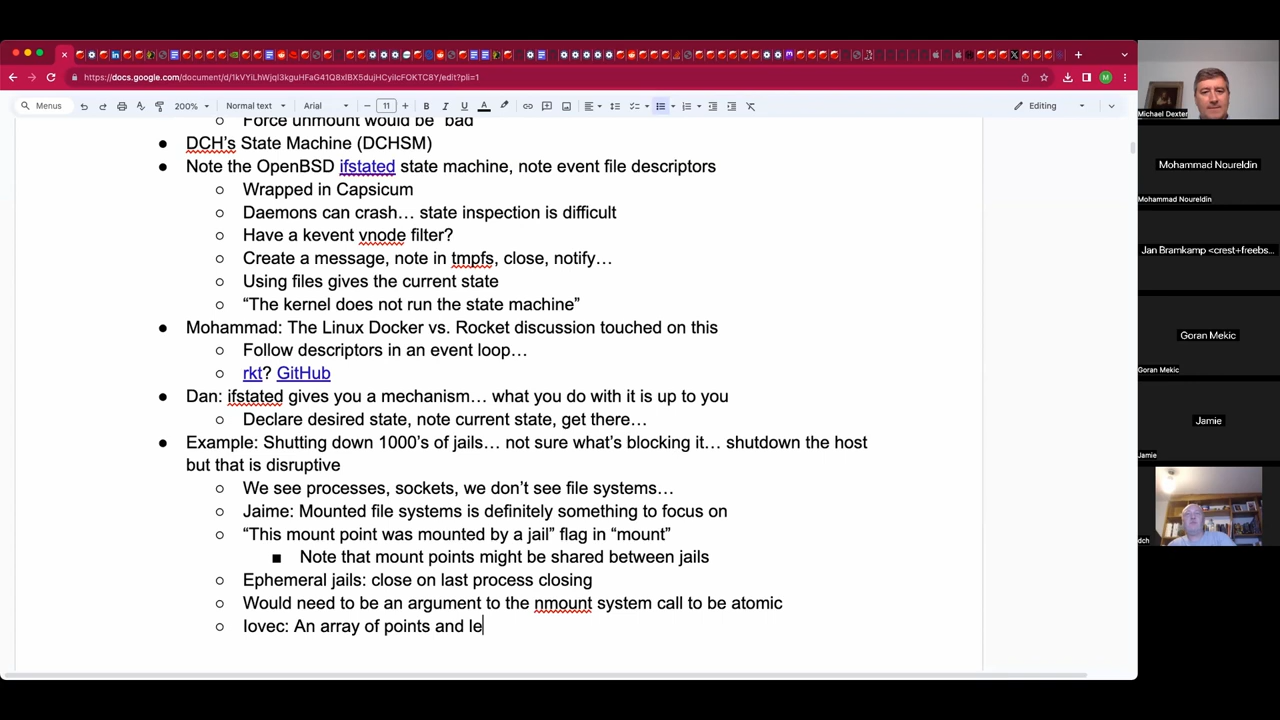 https://docs.google.com/document/d/1kVYiLhWjqI3kguHFaG41Q8xIBX5dujHCyiIcFOKTC8Y/edit?pli=1
M
Menus
200%
Normal text
Arial
11
B I U A
Editing
Force unmount would be "bad"
DCH's State Machine (DCHSM)
Note the OpenBSD ifstated state machine, note event file descriptors
Wrapped in Capsicum
Daemons can crash… state inspection is difficult
Have a kevent vnode filter?
Create a message, note in tmpfs, close, notify…
Using files gives the current state
“The kernel does not run the state machine”
Mohammad: The Linux Docker vs. Rocket discussion touched on this
Follow descriptors in an event loop…
rkt? GitHub
Dan: ifstated gives you a mechanism… what you do with it is up to you
Declare desired state, note current state, get there…
Example: Shutting down 1000’s of jails… not sure what’s blocking it… shutdown the host
but that is disruptive
We see processes, sockets, we don’t see file systems…
Jaime: Mounted file systems is definitely something to focus on
“This mount point was mounted by a jail” flag in “mount”
Note that mount points might be shared between jails
Ephemeral jails: close on last process closing
Would need to be an argument to the nmount system call to be atomic
Iovec: An array of points and le
Michael Dexter
Mohammad Noureldin
Mohammad Noureldin
Jan Bramkamp <crest+freebs...
Goran Mekic
Goran Mekic
Jamie
Jamie
dch